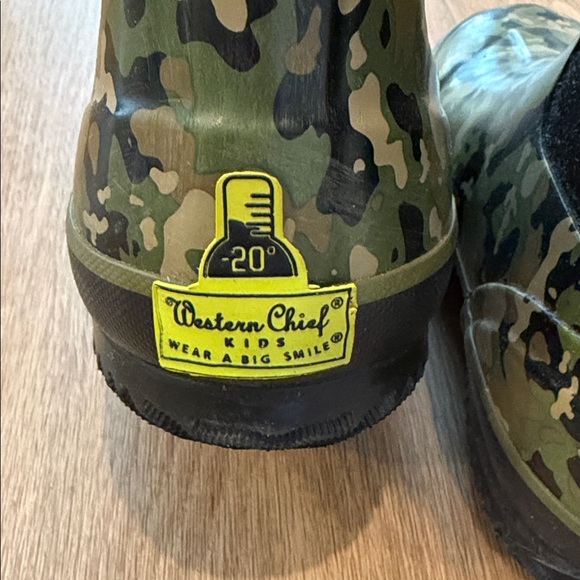 -20°
Western Chief®
KIDS
WEAR A BIG SMILE®